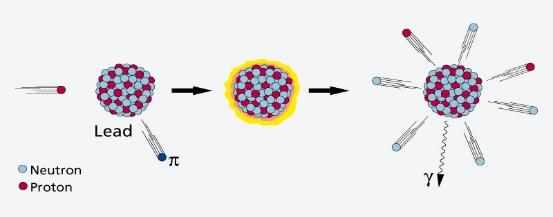 Lead
π
γ
Neutron
Proton